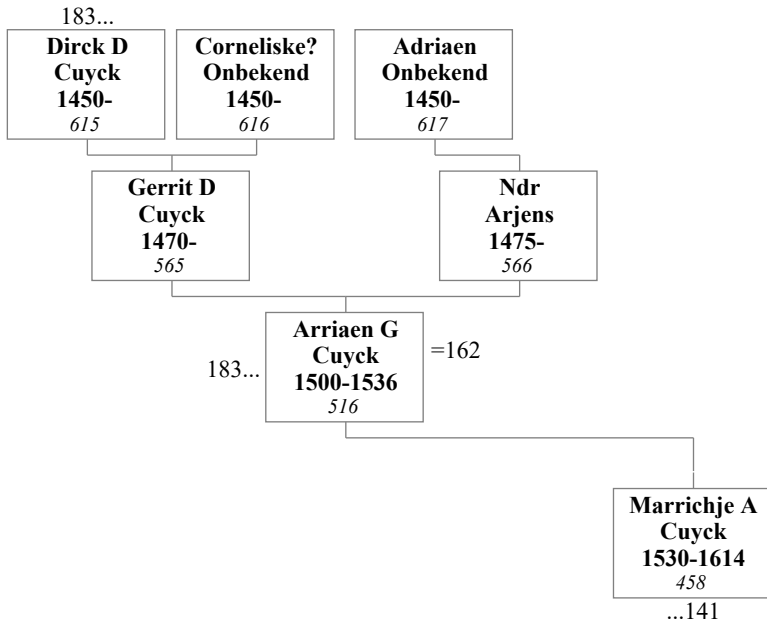 183...
Dirck D
Cuyck
1450-
615
Corneliske?
Onbekend
1450-
616
Adriaen
Onbekend
1450-
617
Gerrit D
Cuyck
1470-
565
Ndr
Arjens
1475-
566
183...
Arriaen G
Cuyck
1500-1536
516
=162
Marrichje A
Cuyck
1530-1614
458
...141